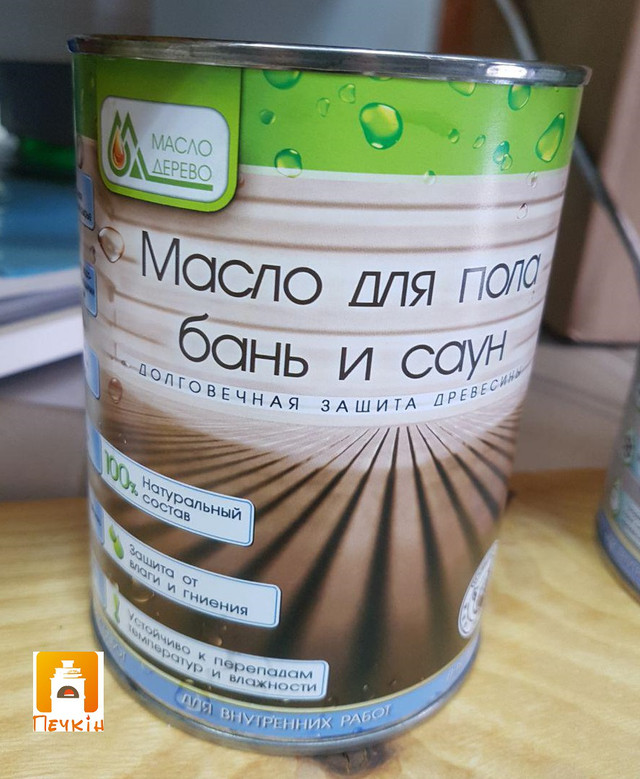 МАСЛО
ДЕРЕВО
Масло для пола
бань и саун
ДОЛГОВЕЧНАЯ ЗАЩИТА ДРЕВЕСИНЫ
100% Натуральный
состав
Защита от
влаги и гниения
Устойчиво к перепадам
температур и влажности
ДЛЯ ВНУТРЕННИХ РАБОТ
Печкін